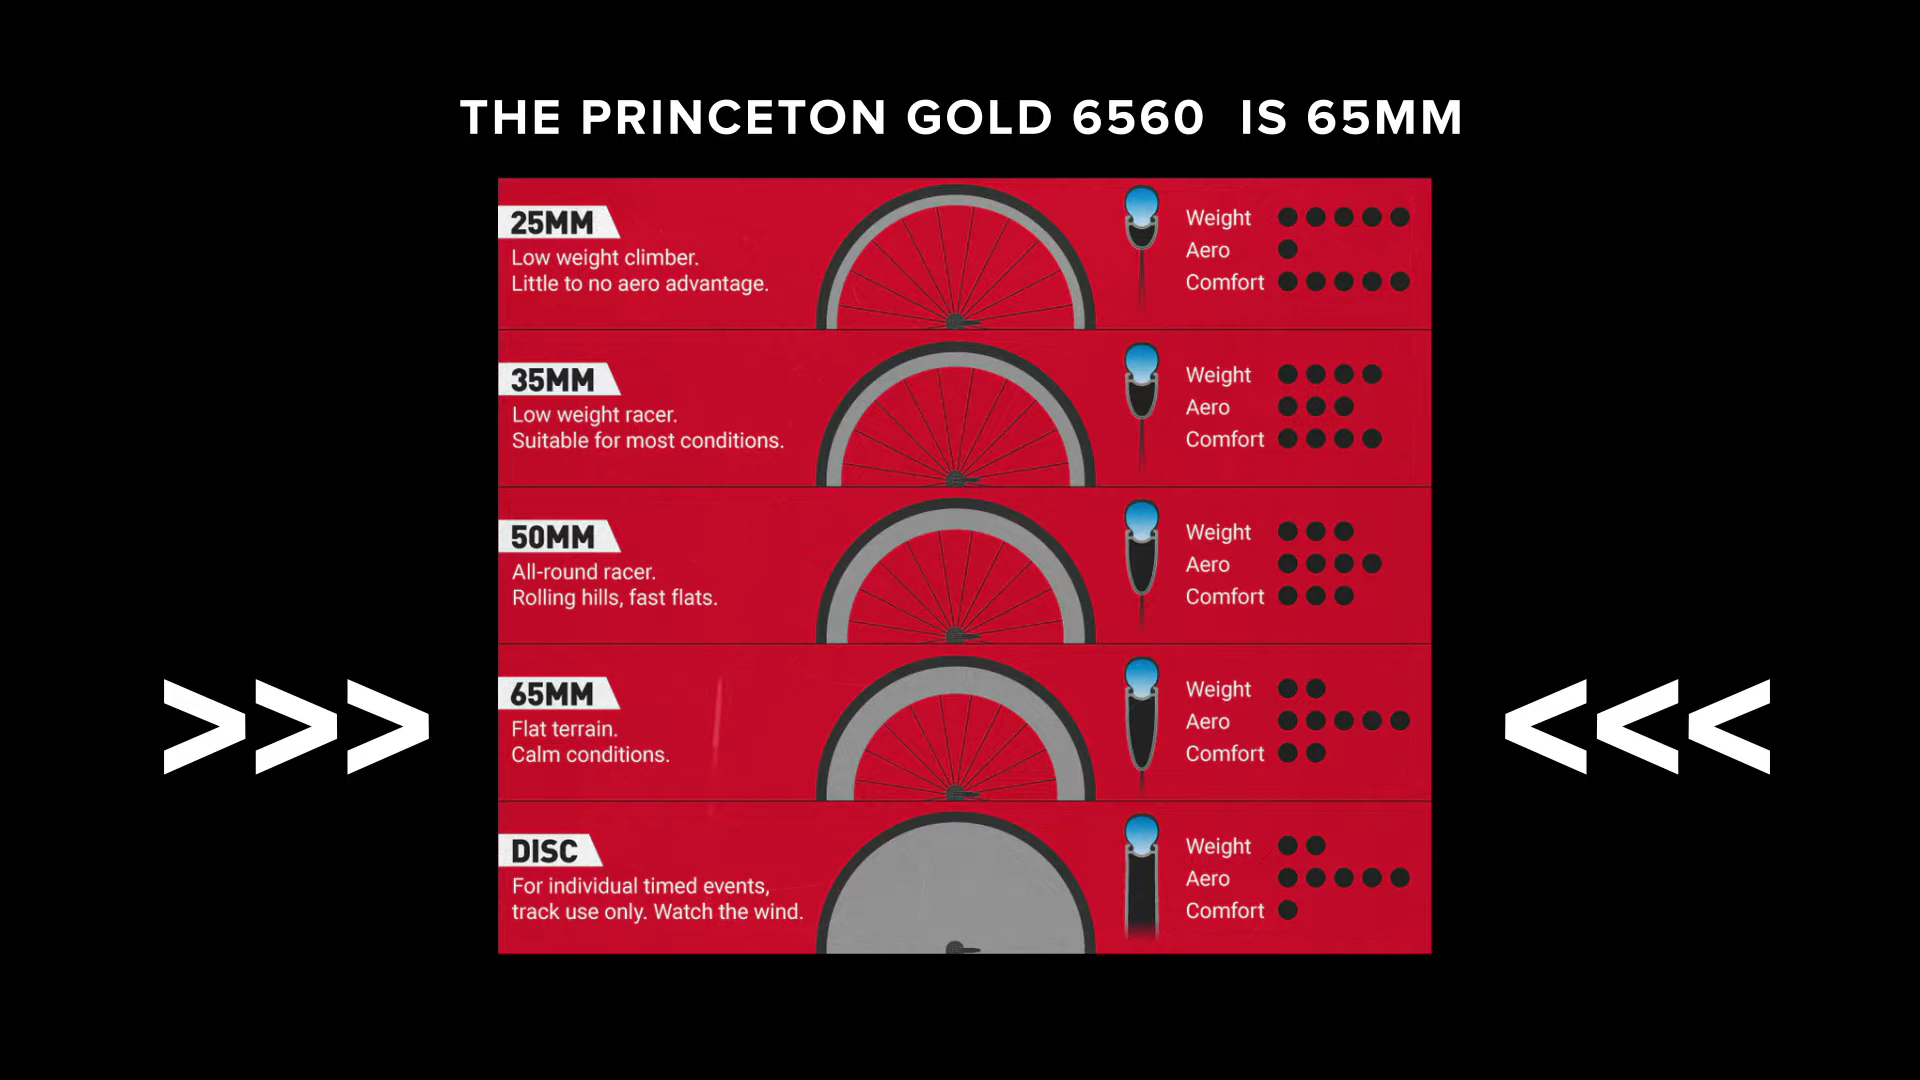 THE PRINCETON GOLD 6560 IS 65MM
25MM
Low weight climber.
Little to no aero advantage.
Weight
Aero
Comfort
35MM
Low weight racer.
Suitable for most conditions.
Weight
Aero
Comfort
50MM
All-round racer.
Rolling hills, fast flats.
Weight
Aero
Comfort
>>>
65MM
Flat terrain.
Calm conditions.
Weight
Aero
Comfort
<<<
DISC
For individual timed events,
track use only. Watch the wind.
Weight
Aero
Comfort